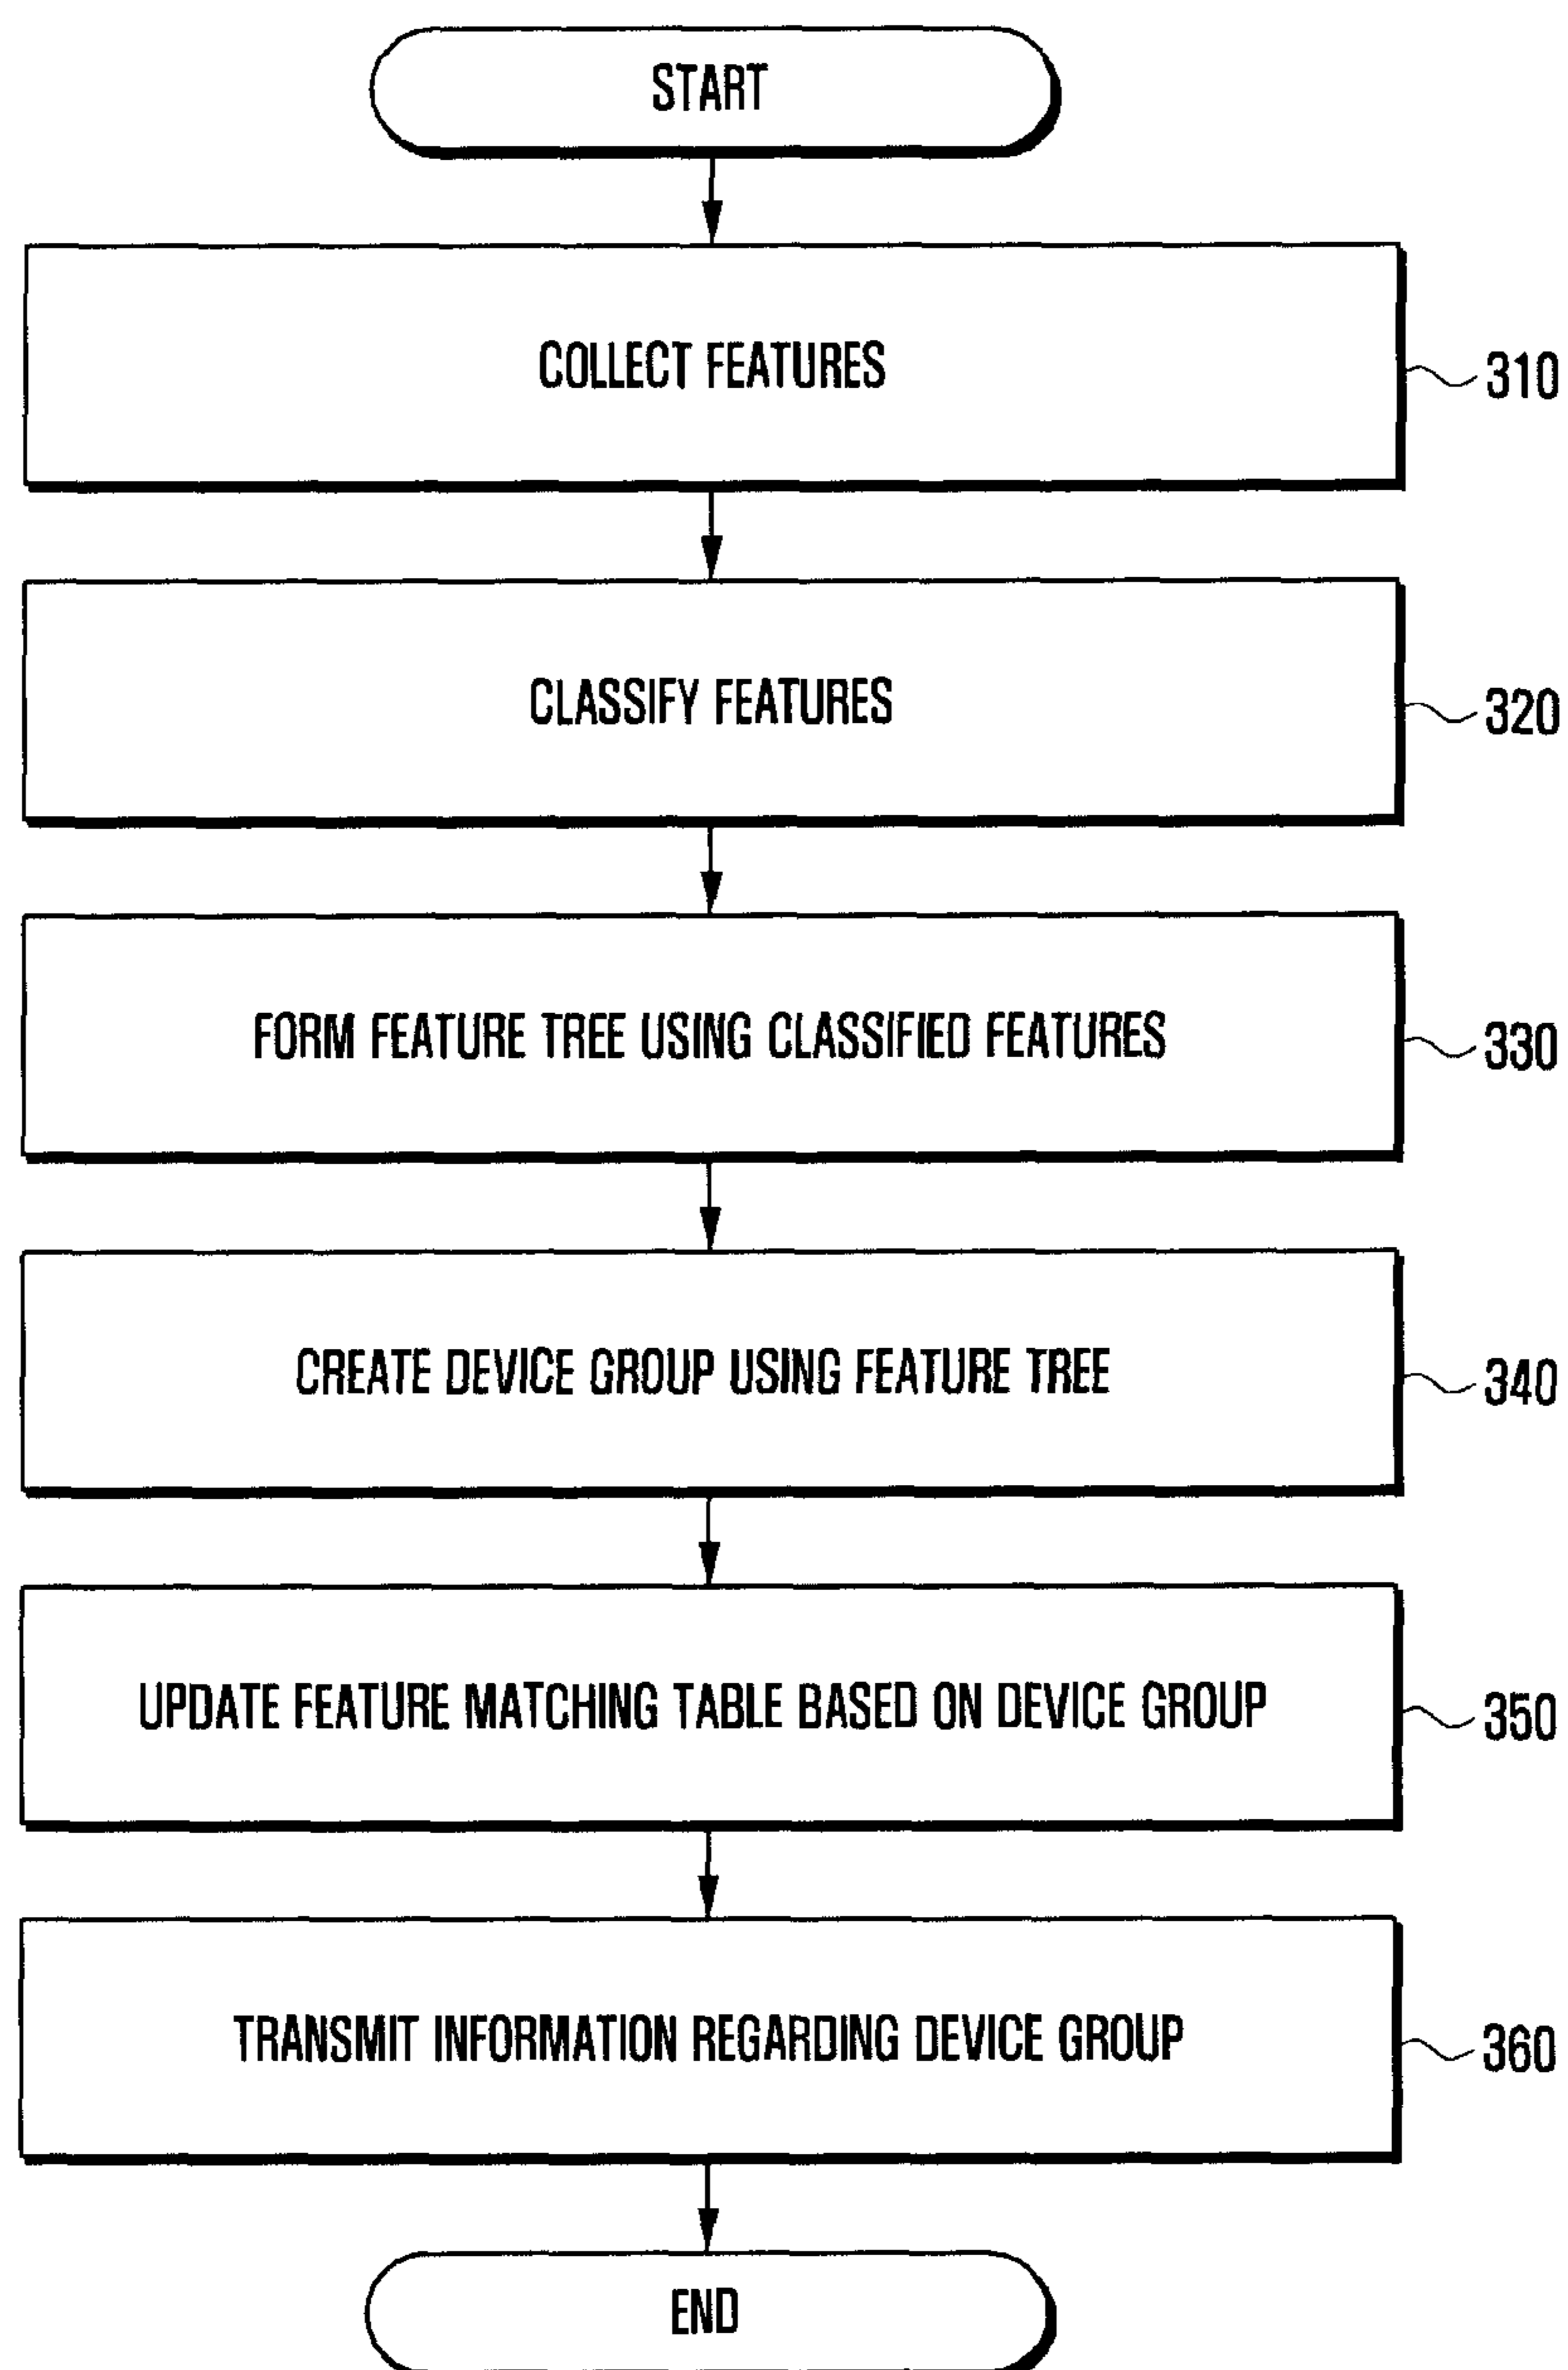 START
COLLECT FEATURES
310
CLASSIFY FEATURES
320
FORM FEATURE TREE USING CLASSIFIED FEATURES
330
CREATE DEVICE GROUP USING FEATURE TREE
340
UPDATE FEATURE MATCHING TABLE BASED ON DEVICE GROUP
350
TRANSMIT INFORMATION REGARDING DEVICE GROUP
360
END